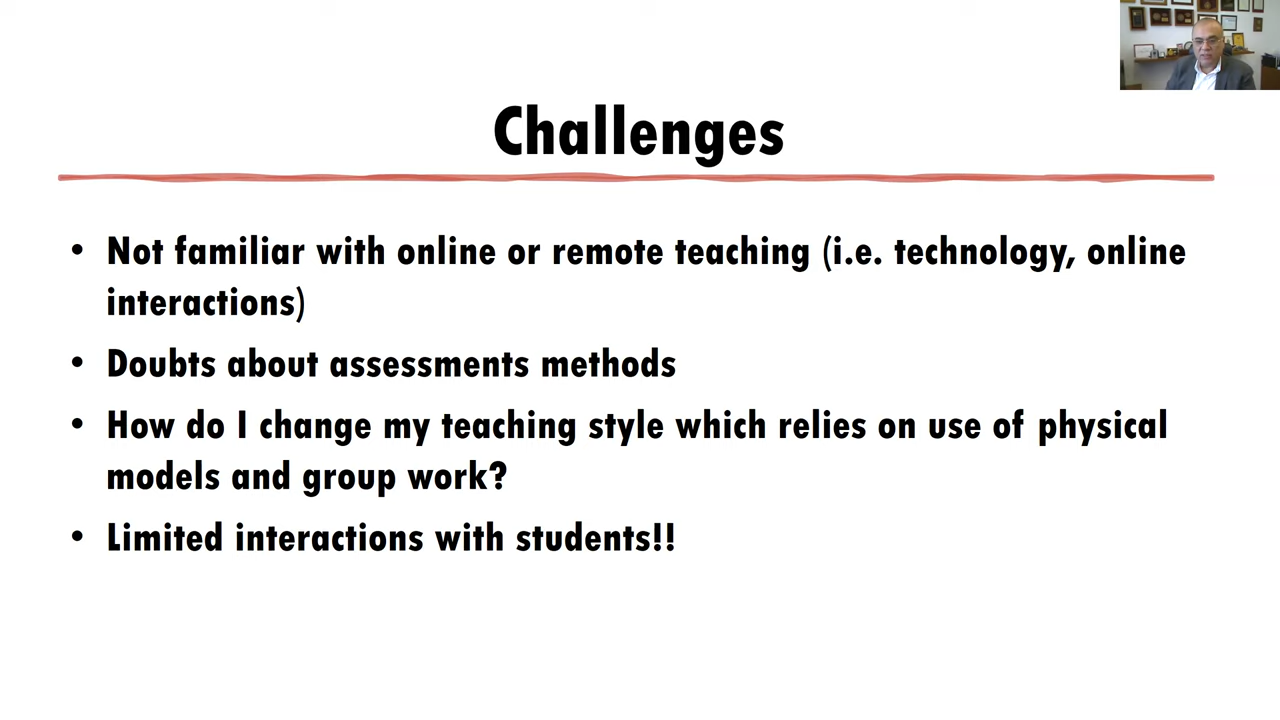 Challenges
• Not familiar with online or remote teaching (i.e. technology, online
interactions)
• Doubts about assessments methods
• How do I change my teaching style which relies on use of physical
models and group work?
• Limited interactions with students!!